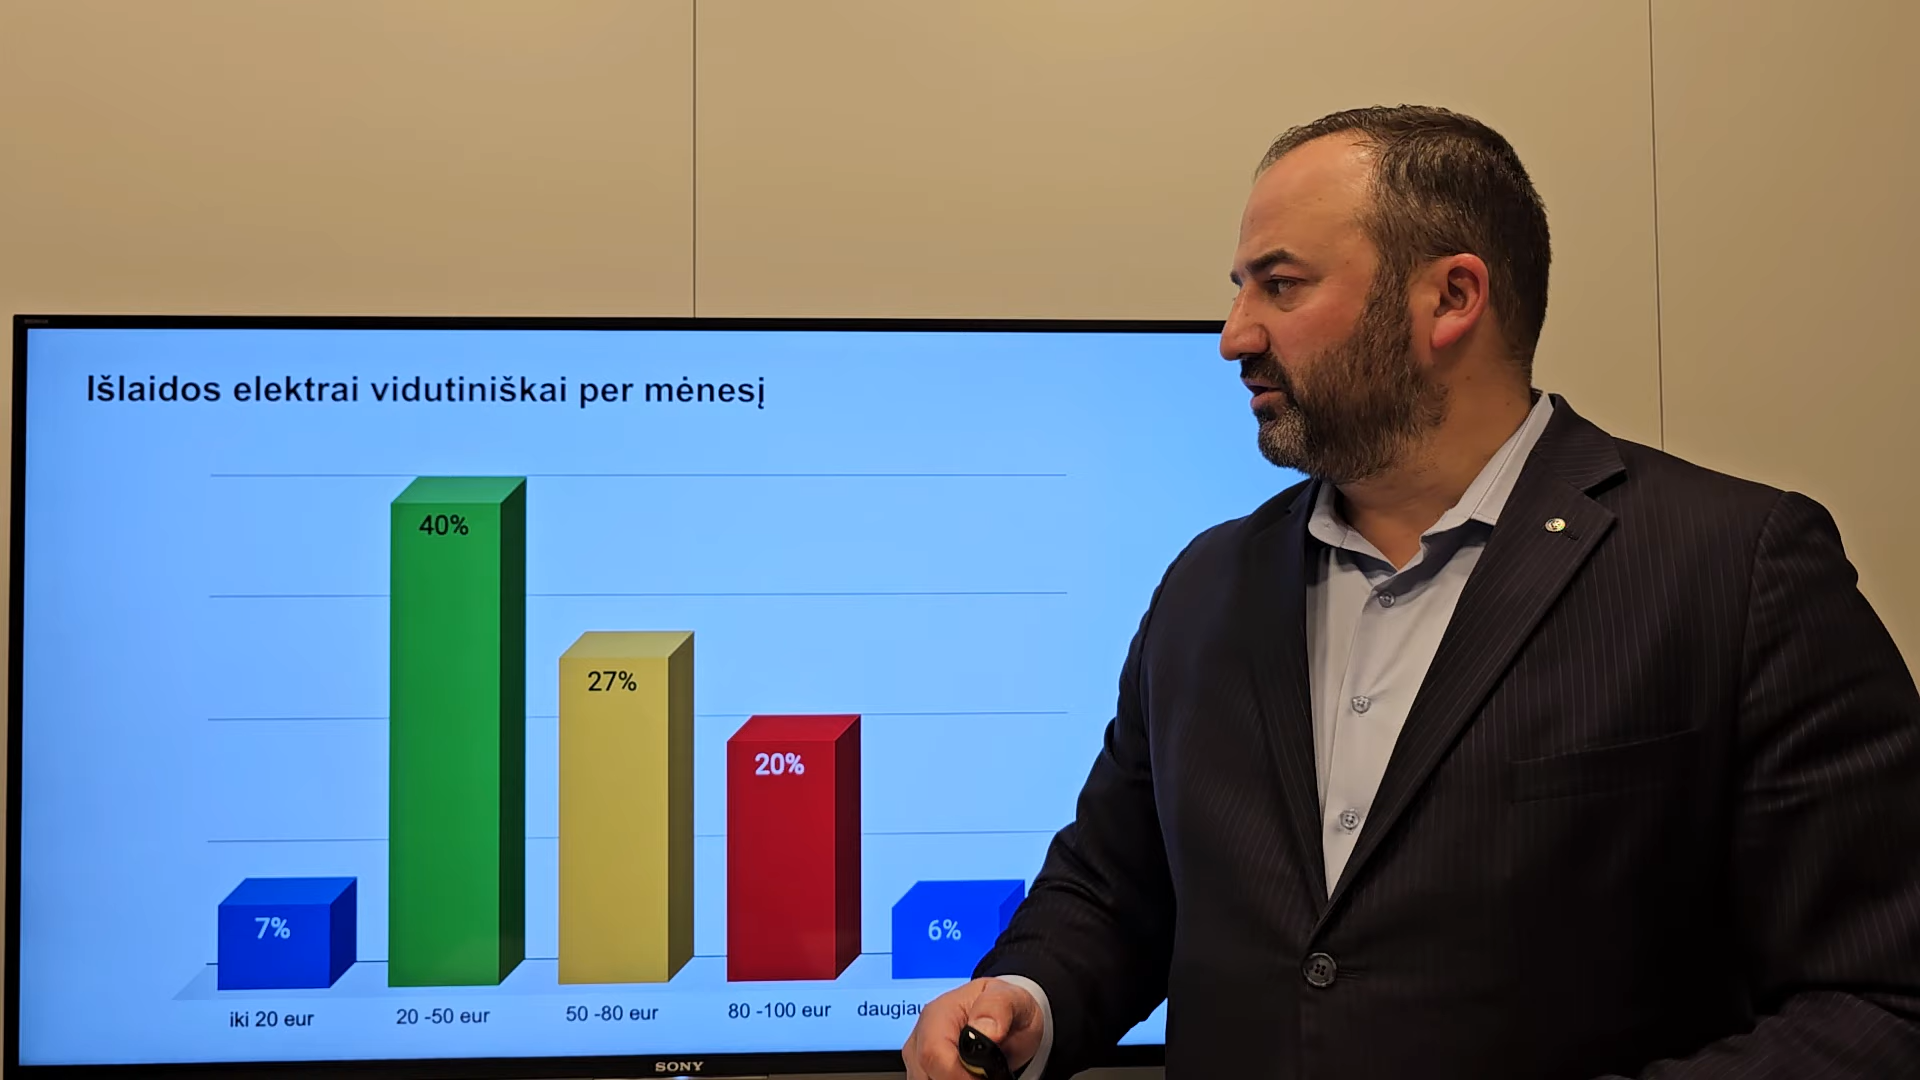 Išlaidos elektrai vidutiniškai per mėnesį
40%
27%
20%
7%
6%
iki 20 eur
20 -50 eur
50 -80 eur
80 -100 eur
SONY